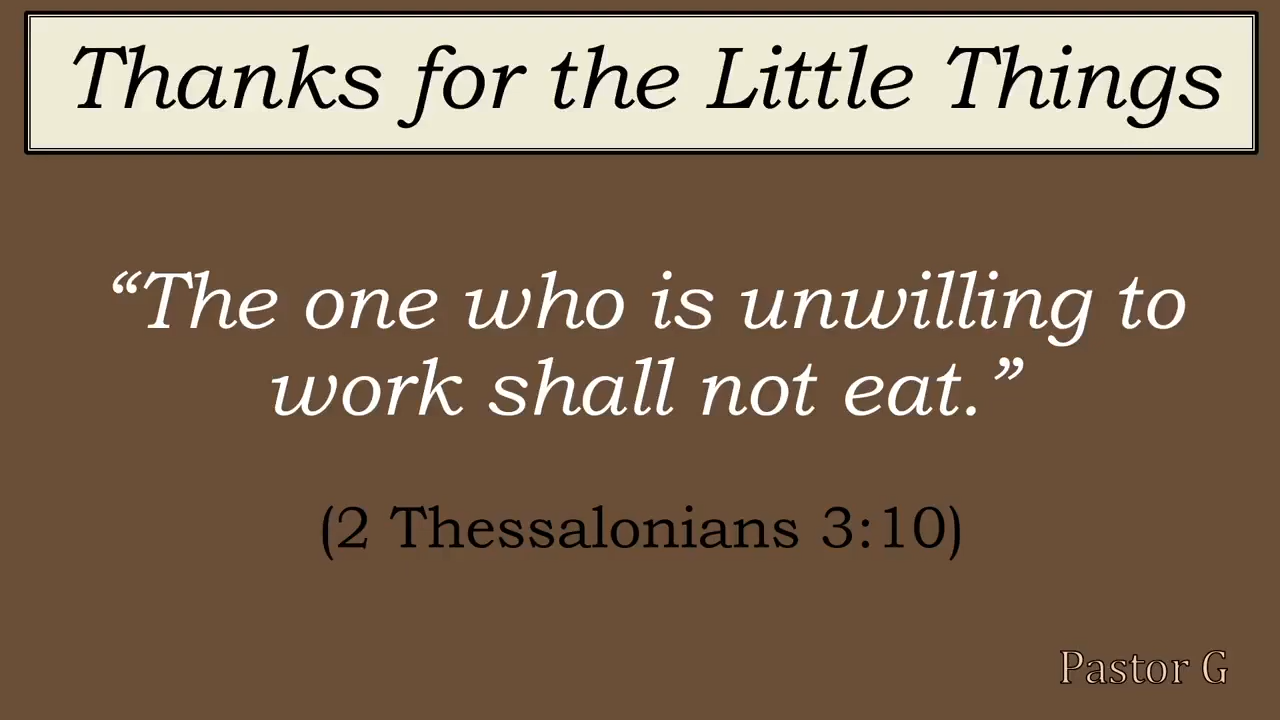 Thanks for the Little Things
“The one who is unwilling to
work shall not eat.”
(2 Thessalonians 3:10)
Pastor G